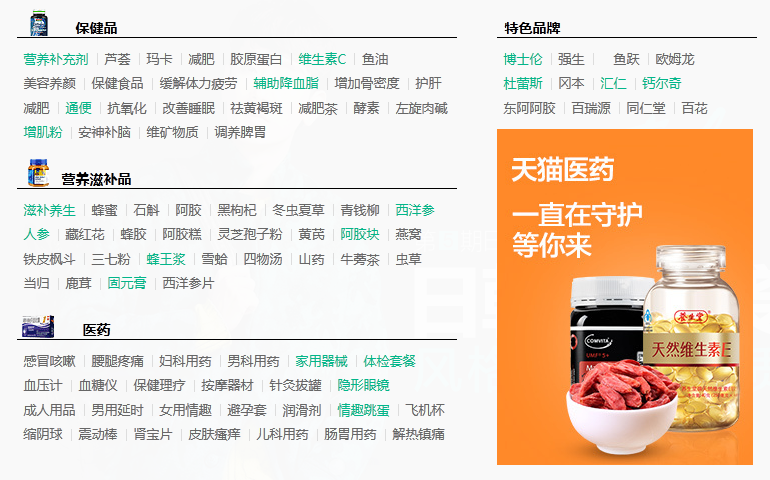 保健品
营养补充剂 芦荟 玛卡 减肥 胶原蛋白 维生素C 鱼油
美容养颜 保健食品 缓解体力疲劳 辅助降血脂 增加骨密度 护肝
减肥 通便 抗氧化 改善睡眠 祛黄褐斑 减肥茶 酵素 左旋肉碱
增肌粉 安神补脑 维矿物质 调养脾胃
营养滋补品
滋补养生 蜂蜜 石斛 阿胶 黑枸杞 冬虫夏草 青钱柳 西洋参
人参 藏红花 蜂胶 阿胶糕 灵芝孢子粉 黄芪 阿胶块 燕窝
铁皮枫斗 三七粉 蜂王浆 雪蛤 四物汤 山药 牛蒡茶 虫草
当归 鹿茸 固元膏 西洋参片
医药
感冒咳嗽 腰腿疼痛 妇科用药 男科用药 家用器械 体检套餐
血压计 血糖仪 保健理疗 按摩器材 针灸拔罐 隐形眼镜
成人用品 男用延时 女用情趣 避孕套 润滑剂 情趣跳蛋 飞机杯
缩阴球 震动棒 肾宝片 皮肤瘙痒 儿科用药 肠胃用药 解热镇痛
特色品牌
博士伦 强生 鱼跃 欧姆龙
杜蕾斯 冈本 汇仁 钙尔奇
东阿阿胶 百瑞源 同仁堂 百花
天猫医药
一直在守护
等你来
COMVITA
UMF 5+
养生堂
天然维生素E